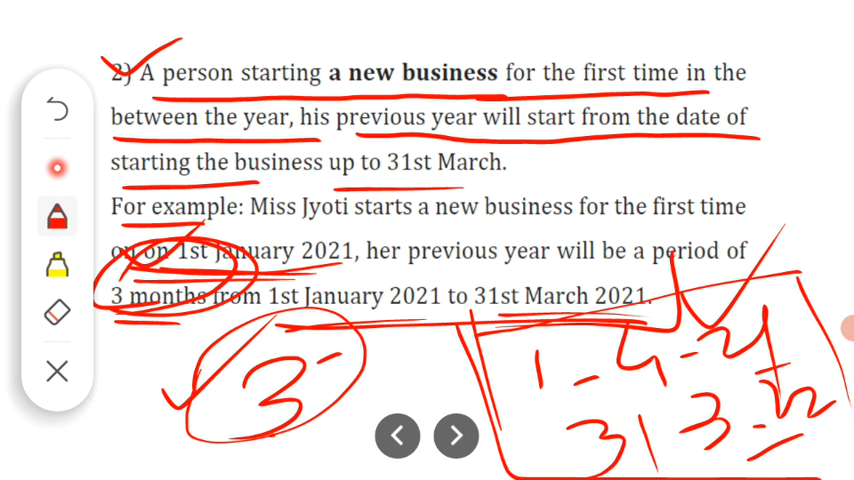 2) A person starting a new business for the first time in the
between the year, his previous year will start from the date of
starting the business up to 31st March.
For example: Miss Jyoti starts a new business for the first time
on on 1st January 2021, her previous year will be a period of
3 months from 1st January 2021 to 31st March 2021.
3-
1-4-21
31 3-22